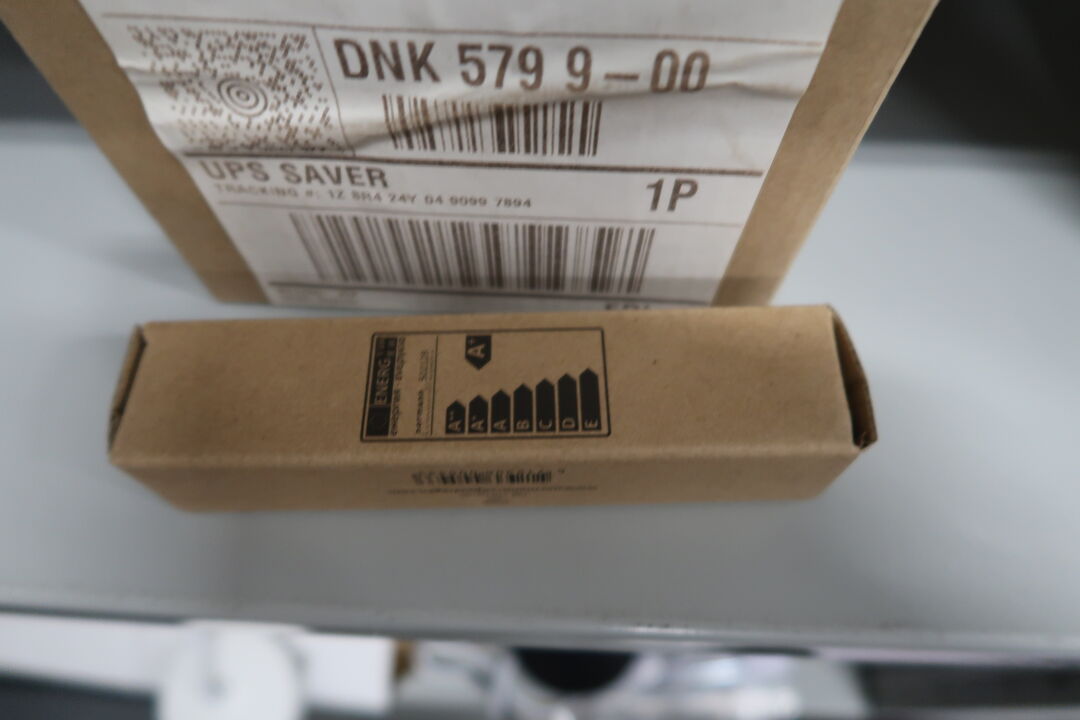 DNK 579 9-00
UPS SAVER
TRACKING #: 1Z 8R4 24Y 04 9099 7894
1P
ENERG
A+
A++
A+
A
B
C
D
E